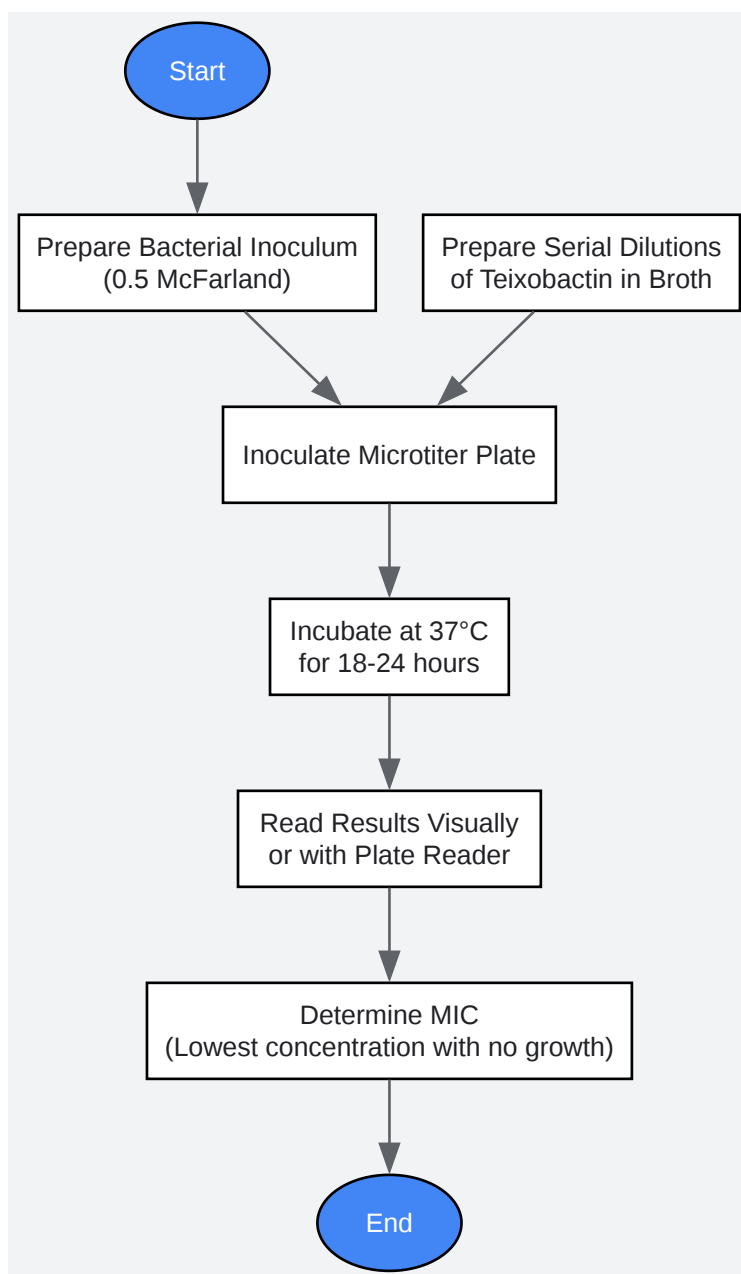 Start
Prepare Bacterial Inoculum
(0.5 McFarland)
Prepare Serial Dilutions
of Teixobactin in Broth
Inoculate Microtiter Plate
Incubate at 37°C
for 18-24 hours
Read Results Visually
or with Plate Reader
Determine MIC
(Lowest concentration with no growth)
End